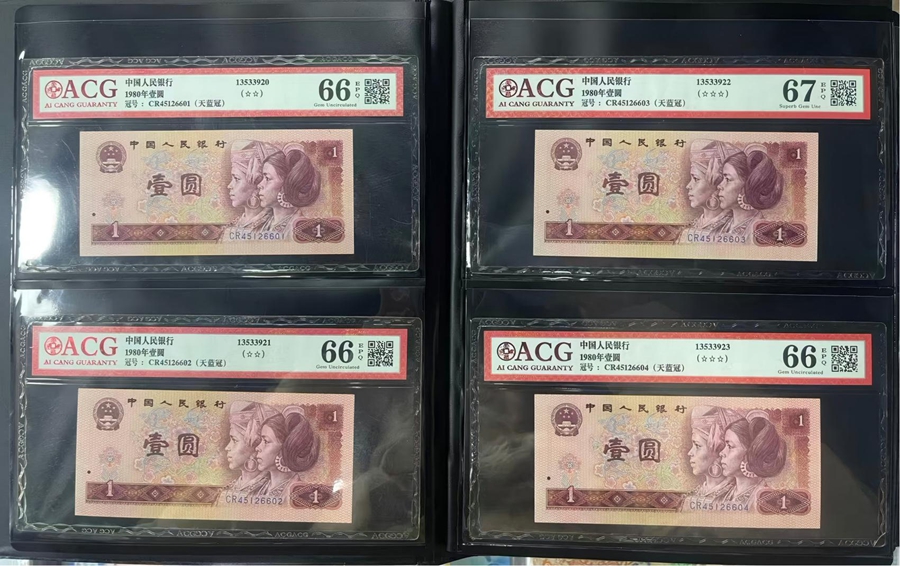 ACG
AI CANG GUARANTY
中国人民银行 13533920
1980年壹圆 (☆☆)
冠号: CR45126601 (天蓝冠)
66 EPQ
Gem Uncirculated
中国人民银行
壹圆
1
1
1
CR45126601
ACG
AI CANG GUARANTY
中国人民银行 13533922
1980年壹圆 (☆☆☆)
冠号: CR45126603 (天蓝冠)
67 EPQ
Superb Gem Unc
中国人民银行
壹圆
1
1
1
CR45126603
ACG
AI CANG GUARANTY
中国人民银行 13533921
1980年壹圆 (☆☆)
冠号: CR45126602 (天蓝冠)
66 EPQ
Gem Uncirculated
中国人民银行
壹圆
1
1
1
CR45126602
ACG
AI CANG GUARANTY
中国人民银行 13533923
1980年壹圆 (☆☆☆)
冠号: CR45126604 (天蓝冠)
66 EPQ
Gem Uncirculated
中国人民银行
壹圆
1
1
1
CR45126604